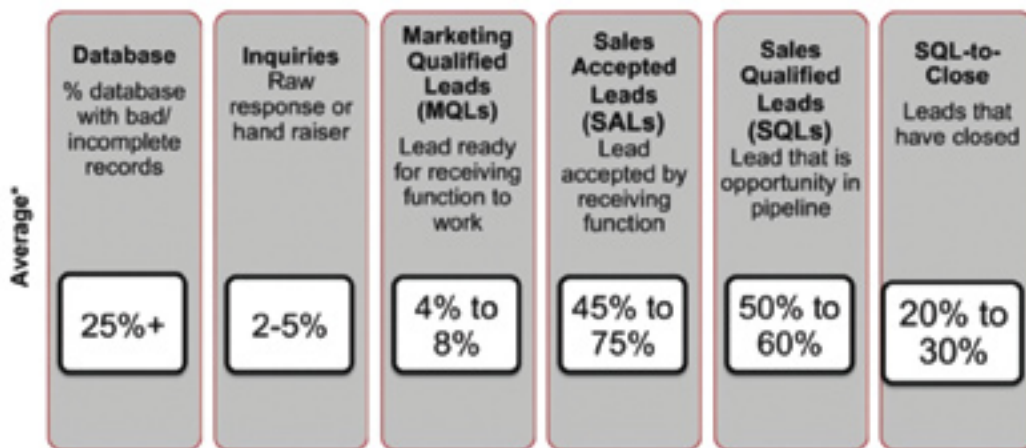 Average*
Database
% database
with bad/
incomplete
records
25%+
Inquiries
Raw
response or
hand raiser
2-5%
Marketing
Qualified
Leads
(MQLs)
Lead ready
for receiving
function to
work
4% to
8%
Sales
Accepted
Leads
(SALs)
Lead
accepted by
receiving
function
45% to
75%
Sales
Qualified
Leads
(SQLs)
Lead that is
opportunity in
pipeline
50% to
60%
SQL-to-
Close
Leads that
have closed
20% to
30%